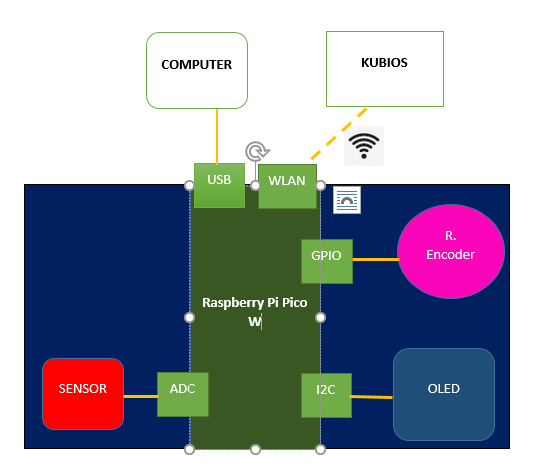 COMPUTER
KUBIOS
USB
WLAN
R.
Encoder
GPIO
Raspberry Pi Pico
W
SENSOR
ADC
I2C
OLED